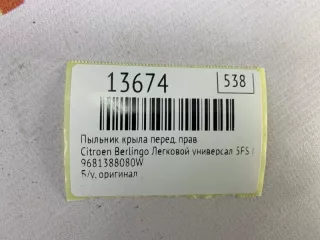 13674
538
Пыльник крыла перед. прав
Citroen Berlingo Легковой универсал 5FS
9681388080W
Б/у, оригинал